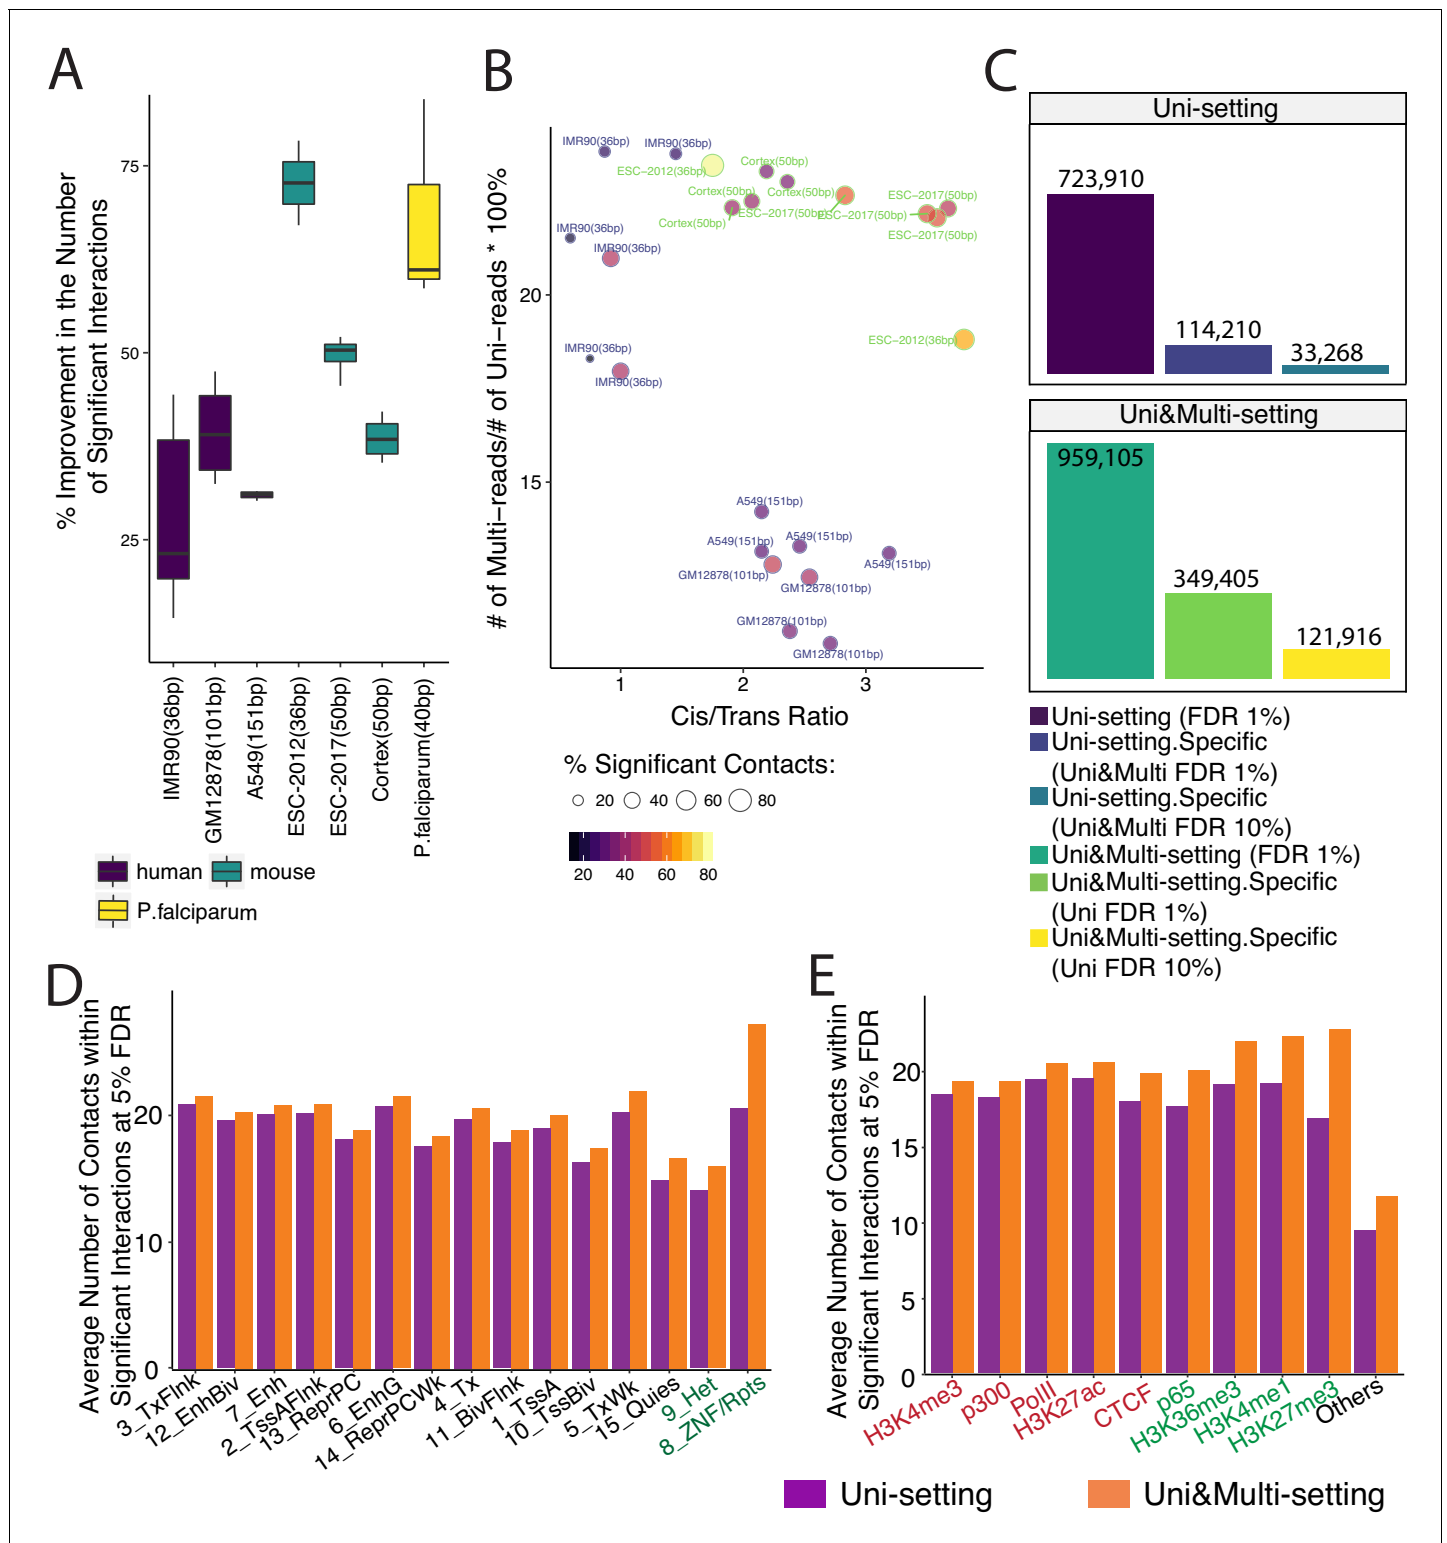 A
% Improvement in the Number
of Significant Interactions
75
50
25
IMR90(36bp)
GM12878(101bp)
A549(151bp)
ESC-2012(36bp)
ESC-2017(50bp)
Cortex(50bp)
P.falciparum(40bp)
human
mouse
P.falciparum
B
# of Multi−reads/# of Uni−reads * 100%
20
15
IMR90(36bp)
IMR90(36bp)
ESC−2012(36bp)
Cortex(50bp)
Cortex(50bp)
Cortex(50bp)
ESC−2017(50bp)
Cortex(50bp)
ESC−2017(50bp)
ESC−2017(50bp)
ESC−2017(50bp)
IMR90(36bp)
IMR90(36bp)
ESC−2012(36bp)
IMR90(36bp)
IMR90(36bp)
A549(151bp)
A549(151bp)
A549(151bp)
A549(151bp)
GM12878(101bp)
GM12878(101bp)
GM12878(101bp)
GM12878(101bp)
1
2
3
Cis/Trans Ratio
% Significant Contacts:
20
40
60
80
20
40
60
80
C
Uni-setting
723,910
114,210
33,268
Uni&Multi-setting
959,105
349,405
121,916
Uni-setting (FDR 1%)
Uni-setting.Specific
(Uni&Multi FDR 1%)
Uni-setting.Specific
(Uni&Multi FDR 10%)
Uni&Multi-setting (FDR 1%)
Uni&Multi-setting.Specific
(Uni FDR 1%)
Uni&Multi-setting.Specific
(Uni FDR 10%)
D
Average Number of Contacts within
Significant Interactions at 5% FDR
20
10
0
3_TxFlnk
12_EnhBiv
7_Enh
2_TssAFlnk
13_ReprPC
6_EnhG
14_ReprPCWk
4_Tx
11_BivFlnk
1_TssA
10_TssBiv
5_TxWk
15_Quies
9_Het
8_ZNF/Rpts
E
Average Number of Contacts within
Significant Interactions at 5% FDR
20
15
10
5
0
H3K4me3
p300
PolII
H3K27ac
CTCF
p65
H3K36me3
H3K4me1
H3K27me3
Others
Uni-setting
Uni&Multi-setting